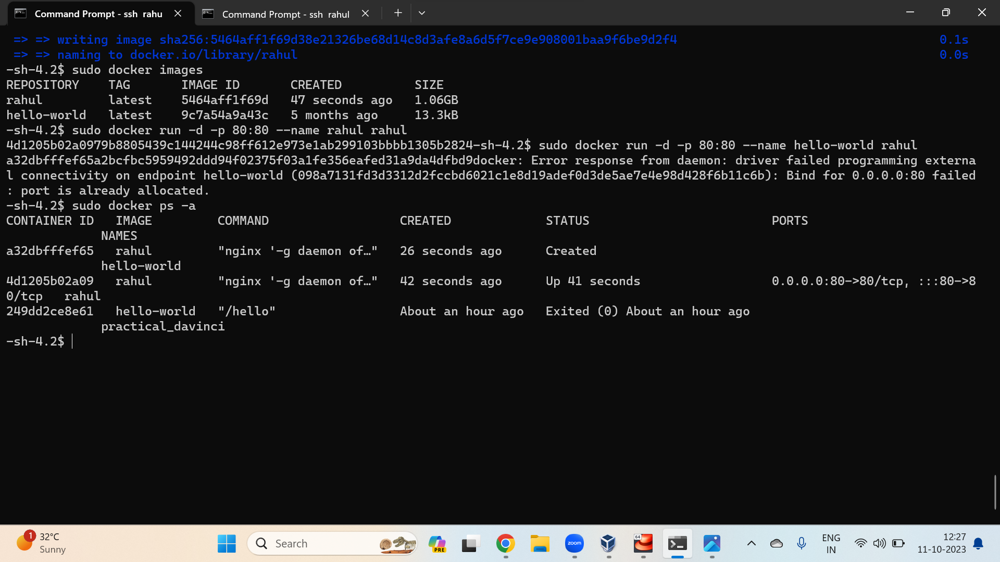 Command Prompt - ssh  rahu
Command Prompt - ssh  rahul
=> => writing image sha256:5464aff1f69d38e21326be68d14c8d3afe8a6d5f7ce9e908001baa9f6be9d2f4 0.1s
=> => naming to docker.io/library/rahul 0.0s
-sh-4.2$ sudo docker images
REPOSITORY    TAG       IMAGE ID       CREATED          SIZE
rahul         latest    5464aff1f69d   47 seconds ago   1.06GB
hello-world   latest    9c7a54a9a43c   5 months ago     13.3kB
-sh-4.2$ sudo docker run -d -p 80:80 --name rahul rahul
4d1205b02a0979b8805439c144244c98ff612e973e1ab299103bbbb1305b2824-sh-4.2$ sudo docker run -d -p 80:80 --name hello-world rahul
a32dbfffef65a2bcfbc5959492ddd94f02375f03a1fe356eafed31a9da4dfbd9docker: Error response from daemon: driver failed programming externa
l connectivity on endpoint hello-world (098a7131fd3d3312d2fccbd6021c1e8d19adef0d3de5ae7e4e98d428f6b11c6b): Bind for 0.0.0.0:80 failed
: port is already allocated.
-sh-4.2$ sudo docker ps -a
CONTAINER ID   IMAGE         COMMAND                  CREATED             STATUS                         PORTS
NAMES
a32dbfffef65   rahul         "nginx '-g daemon of…"   26 seconds ago      Created
hello-world
4d1205b02a09   rahul         "nginx '-g daemon of…"   42 seconds ago      Up 41 seconds                  0.0.0.0:80->80/tcp, :::80->8
0/tcp   rahul
249dd2ce8e61   hello-world   "/hello"                 About an hour ago   Exited (0) About an hour ago
practical_davinci
-sh-4.2$
1
32°C
Sunny
Search
PRE
zoom
64
ENG
IN
12:27
11-10-2023